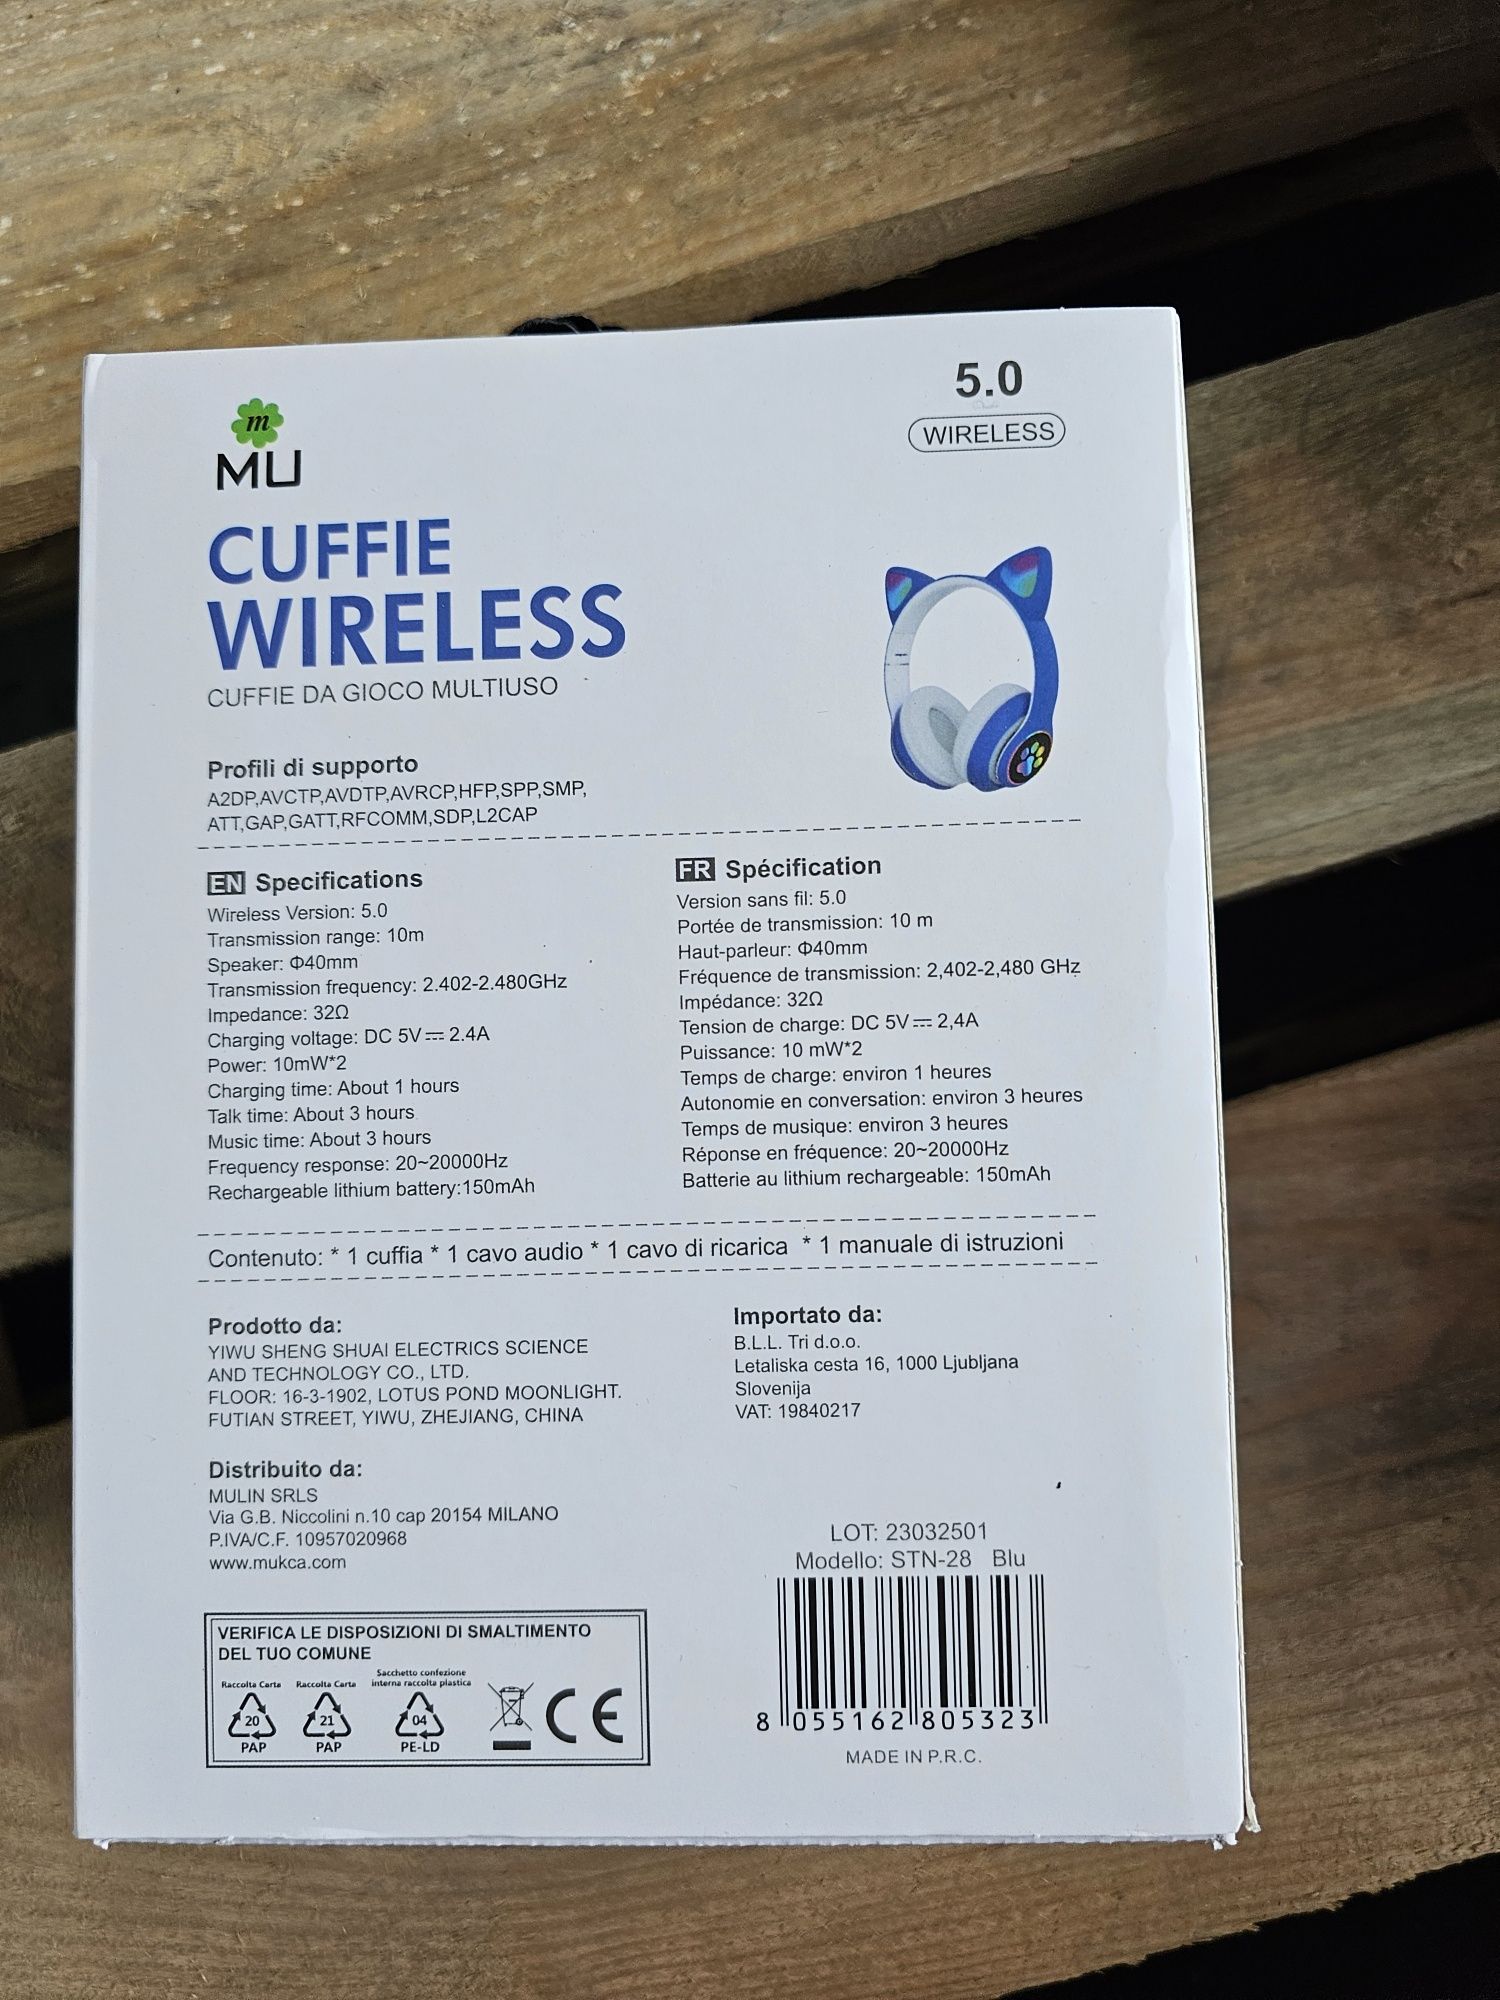 m
MU
5.0
WIRELESS
CUFFIE
WIRELESS
CUFFIE DA GIOCO MULTIUSO
Profili di supporto
A2DP,AVCTP,AVDTP,AVRCP,HFP,SPP,SMP,
ATT,GAP,GATT,RFCOMM,SDP,L2CAP
EN Specifications
Wireless Version: 5.0
Transmission range: 10m
Speaker: Φ40mm
Transmission frequency: 2.402-2.480GHz
Impedance: 32Ω
Charging voltage: DC 5V⎓2.4A
Power: 10mW*2
Charging time: About 1 hours
Talk time: About 3 hours
Music time: About 3 hours
Frequency response: 20~20000Hz
Rechargeable lithium battery:150mAh
FR Spécification
Version sans fil: 5.0
Portée de transmission: 10 m
Haut-parleur: Φ40mm
Fréquence de transmission: 2,402-2,480 GHz
Impédance: 32Ω
Tension de charge: DC 5V⎓2,4A
Puissance: 10 mW*2
Temps de charge: environ 1 heures
Autonomie en conversation: environ 3 heures
Temps de musique: environ 3 heures
Réponse en fréquence: 20~20000Hz
Batterie au lithium rechargeable: 150mAh
Contenuto: * 1 cuffia * 1 cavo audio * 1 cavo di ricarica * 1 manuale di istruzioni
Prodotto da:
YIWU SHENG SHUAI ELECTRICS SCIENCE
AND TECHNOLOGY CO., LTD.
FLOOR: 16-3-1902, LOTUS POND MOONLIGHT.
FUTIAN STREET, YIWU, ZHEJIANG, CHINA
Importato da:
B.L.L. Tri d.o.o.
Letaliska cesta 16, 1000 Ljubljana
Slovenija
VAT: 19840217
Distribuito da:
MULIN SRLS
Via G.B. Niccolini n.10 cap 20154 MILANO
P.IVA/C.F. 10957020968
www.mukca.com
LOT: 23032501
Modello: STN-28 Blu
8 055162 805323
MADE IN P.R.C.
VERIFICA LE DISPOSIZIONI DI SMALTIMENTO
DEL TUO COMUNE
Raccolta Carta
20
PAP
Raccolta Carta
21
PAP
Sacchetto confezione
interna raccolta plastica
04
PE-LD
CE